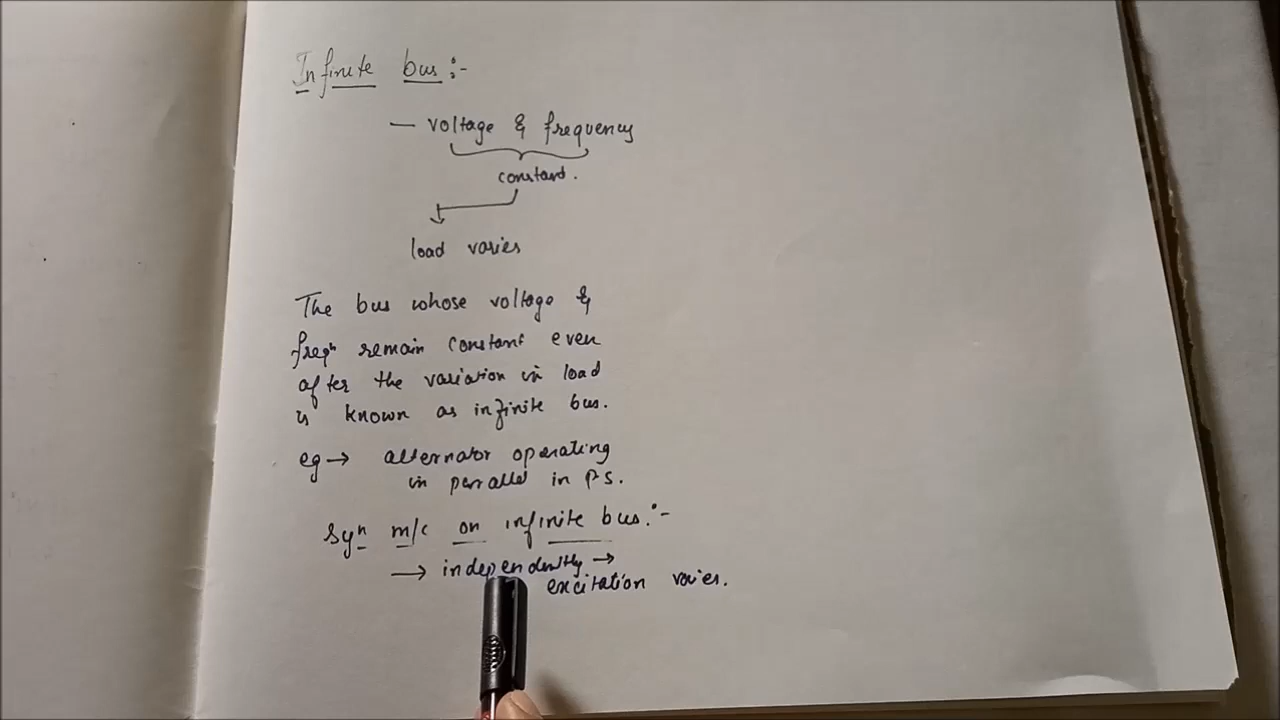 Infinite bus :-
— voltage & frequency
constant.
load varies
The bus whose voltage &
freqⁿ remain constant even
after the variation in load
is known as infinite bus.
eg → alternator operating
in parallel in PS.
Synⁿ m/c on infinite bus :-
→ independently →
excitation varies.